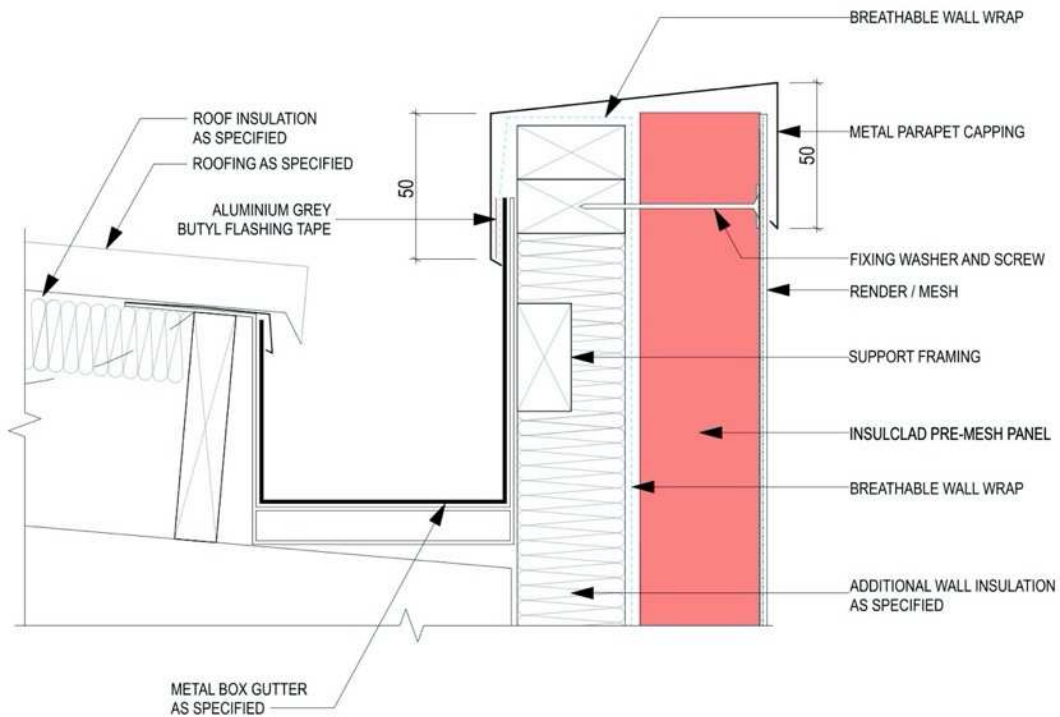 BREATHABLE WALL WRAP
ROOF INSULATION
AS SPECIFIED
METAL PARAPET CAPPING
ROOFING AS SPECIFIED
50
50
ALUMINIUM GREY
BUTYL FLASHING TAPE
FIXING WASHER AND SCREW
RENDER / MESH
SUPPORT FRAMING
INSULCLAD PRE-MESH PANEL
BREATHABLE WALL WRAP
ADDITIONAL WALL INSULATION
AS SPECIFIED
METAL BOX GUTTER
AS SPECIFIED